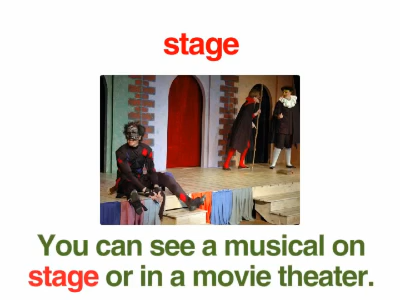 stage
You can see a musical on
stage or in a movie theater.